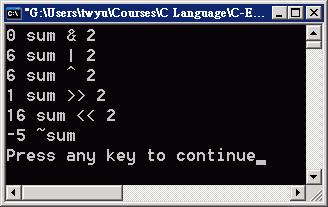 "G:\Users\twyu\Courses\C Language\C-E...
0 sum & 2
6 sum | 2
6 sum ^ 2
1 sum >> 2
16 sum << 2
-5 ~sum
Press any key to continue_